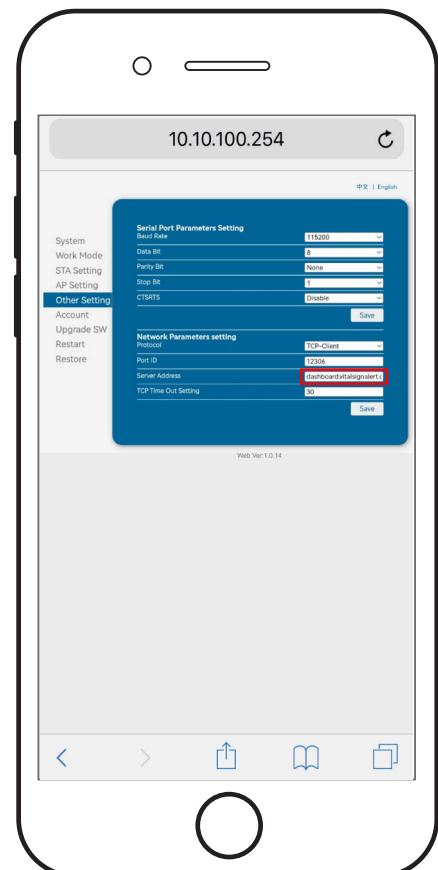 10.10.100.254
中文 | English
System
Work Mode
STA Setting
AP Setting
Other Setting
Account
Upgrade SW
Restart
Restore
Serial Port Parameters Setting
Baud Rate 115200
Data Bit 8
Parity Bit None
Stop Bit 1
CTSRTS Disable
Save
Network Parameters setting
Protocol TCP-Client
Port ID 12306
Server Address dashboard.vitalsignalert.c
TCP Time Out Setting 30
Save
Web Ver:1.0.14